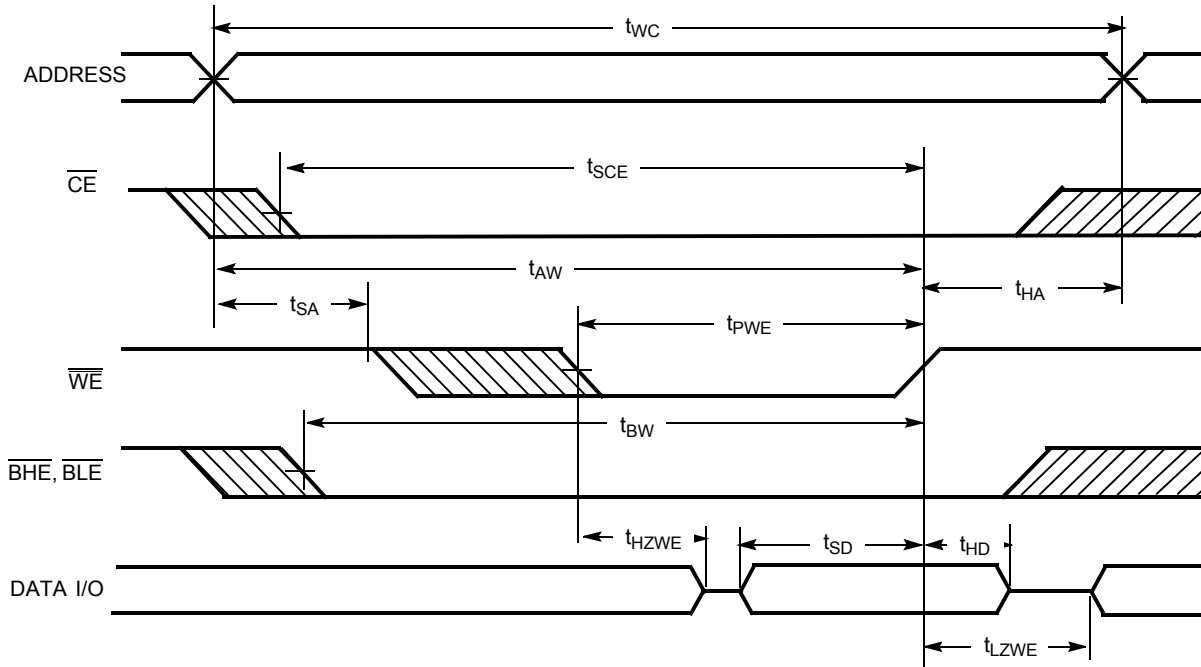 tWC
ADDRESS
tSCE
CE
tAW
tSA
tHA
tPWE
WE
tBW
BHE, BLE
tHZWE
tSD
tHD
DATA I/O
tLZWE